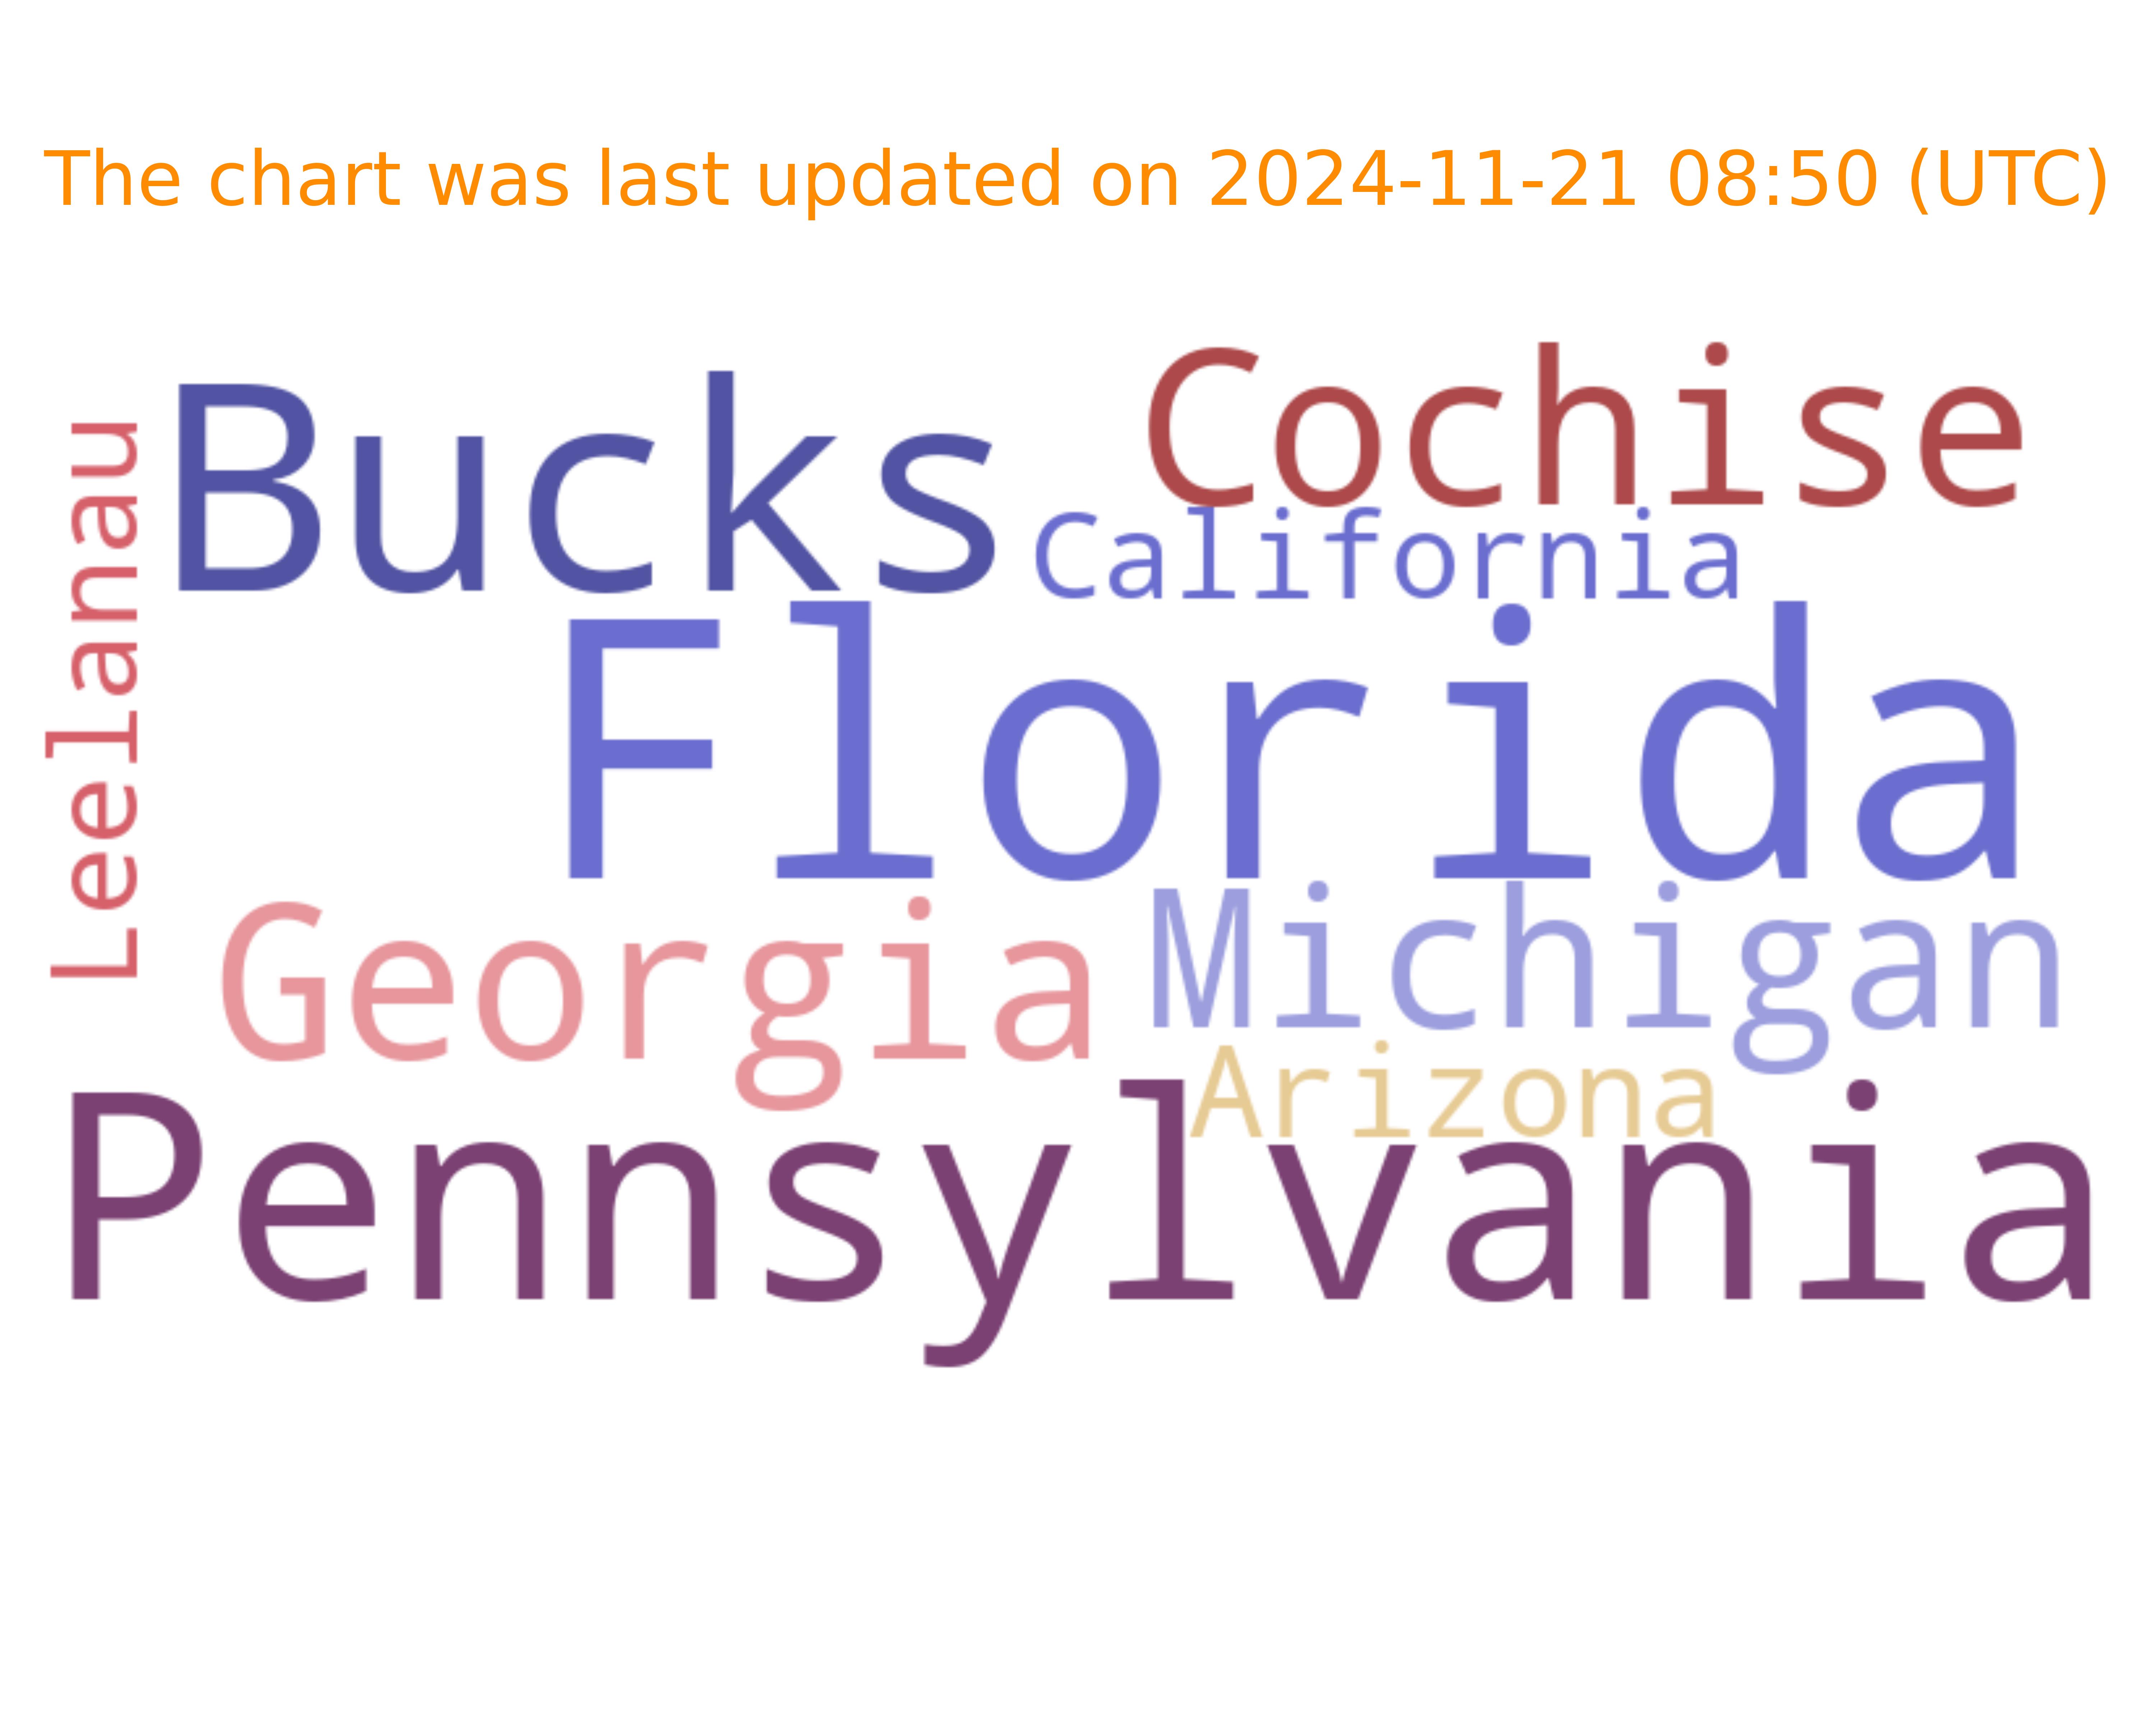 The chart was last updated on 2024-11-21 08:50 (UTC)
Leelanau
Bucks
Cochise
California
Florida
Georgia
Michigan
Arizona
Pennsylvania